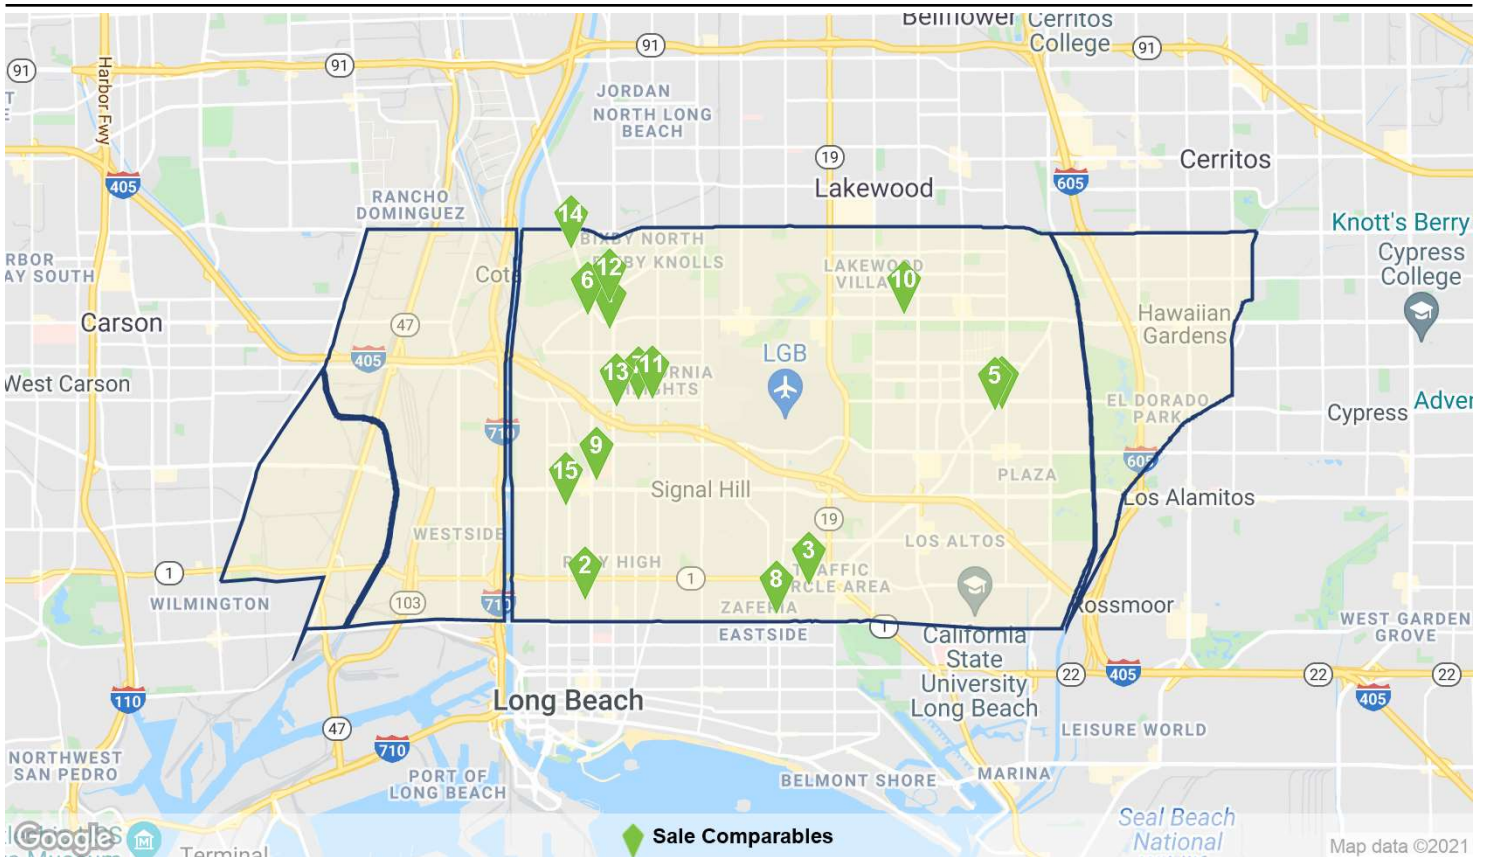 Bellflower
Cerritos
College
91
91
91
91
Harbor Fwy
JORDAN
NORTH LONG
BEACH
19
Cerritos
405
605
Lakewood
RANCHO
DOMINGUEZ
14
Knott's Berry
BIXBY NORTH
BIXBY KNOLLS
12
6
LAKEWOOD
10
Cypress
College
AY SOUTH
Carson
47
Hawaiian
Gardens
405
LGB
West Carson
13
11
5
EL DORADO
PARK
Cypress
Adver
710
9
15
605
PLAZA
Signal Hill
Los Alamitos
19
WESTSIDE
LOS ALTOS
3
2
HIGH
1
1
8
TRAFFIC
CIRCLE AREA
WILMINGTON
103
710
ZAFERIA
EASTSIDE
1
Rossmoor
WEST GARDEN
GROVE
California
State
University
Long Beach
22
405
22
22
405
110
Long Beach
47
710
LEISURE WORLD
NORTHWEST
SAN PEDRO
PORT OF
LONG BEACH
BELMONT SHORE
MARINA
Seal Beach
National
Google
Sale Comparables
Map data ©2021
Terminal